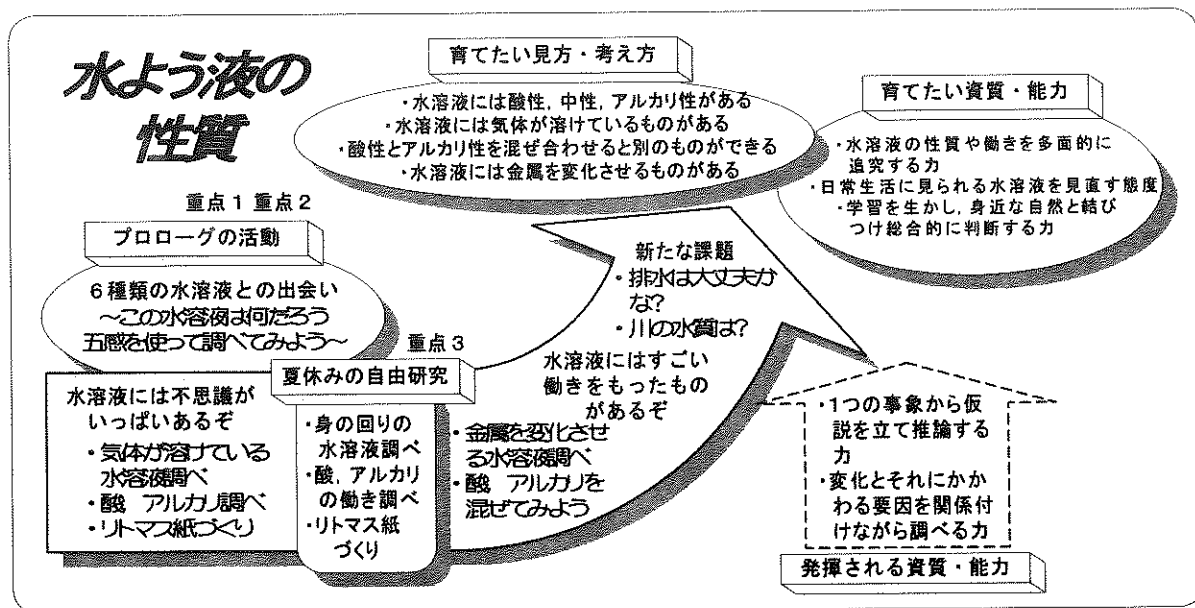 水よう液の
性質
育てたい見方・考え方
・水溶液には酸性，中性，アルカリ性がある
・水溶液には気体が溶けているものがある
・酸性とアルカリ性を混ぜ合わせると別のものができる
・水溶液には金属を変化させるものがある
育てたい資質・能力
・水溶液の性質や働きを多面的に
追究する力
・日常生活に見られる水溶液を見直す態度
・学習を生かし，身近な自然と結び
つけ総合的に判断する力
重点１ 重点２
プロローグの活動
６種類の水溶液との出会い
～この水溶液は何だろう
五感を使って調べてみよう～
水溶液には不思議が
いっぱいあるぞ
・気体が溶けている
水溶液調べ
・酸 アルカリ調べ
・リトマス紙づくり
重点３
夏休みの自由研究
・身の回りの
水溶液調べ
・酸，アルカリ
の働き調べ
・リトマス紙
づくり
新たな課題
・排水は大丈夫か
な?
・川の水質は?
水溶液にはすごい
働きをもったもの
があるぞ
・金属を変化させ
る水溶液調べ
・酸 アルカリを
混ぜてみよう
・１つの事象から仮
説を立て推論する
力
・変化とそれにかか
わる要因を関係付
けながら調べる力
発揮される資質・能力